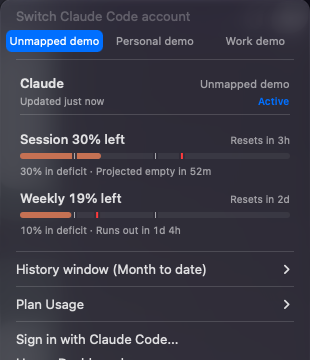 Switch Claude Code account
Unmapped demo Personal demo Work demo
Claude Unmapped demo
Updated just now Active
Session 30% left Resets in 3h
30% in deficit · Projected empty in 52m
Weekly 19% left Resets in 2d
10% in deficit · Runs out in 1d 4h
History window (Month to date)
Plan Usage
Sign in with Claude Code...